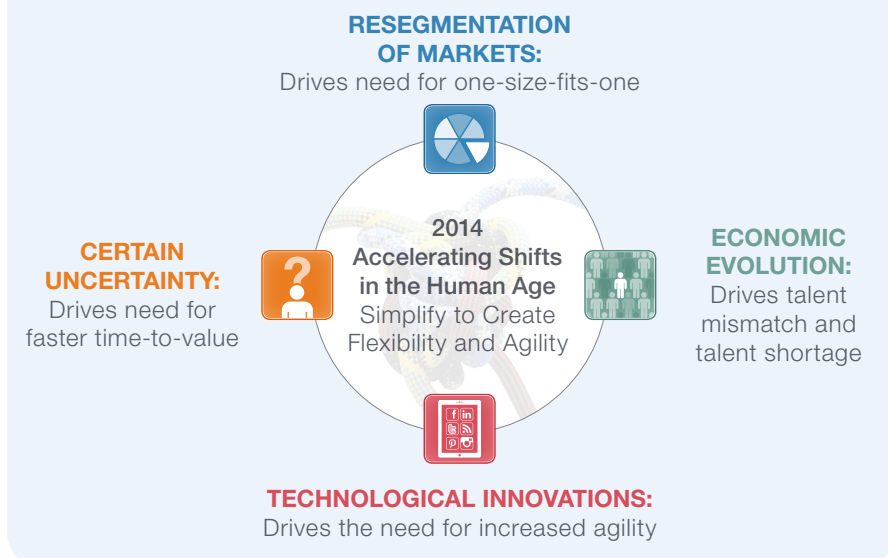 RESEGMENTATION
OF MARKETS:
Drives need for one-size-fits-one
CERTAIN
UNCERTAINTY:
Drives need for
faster time-to-value
2014
Accelerating Shifts
in the Human Age
Simplify to Create
Flexibility and Agility
ECONOMIC
EVOLUTION:
Drives talent
mismatch and
talent shortage
TECHNOLOGICAL INNOVATIONS:
Drives the need for increased agility